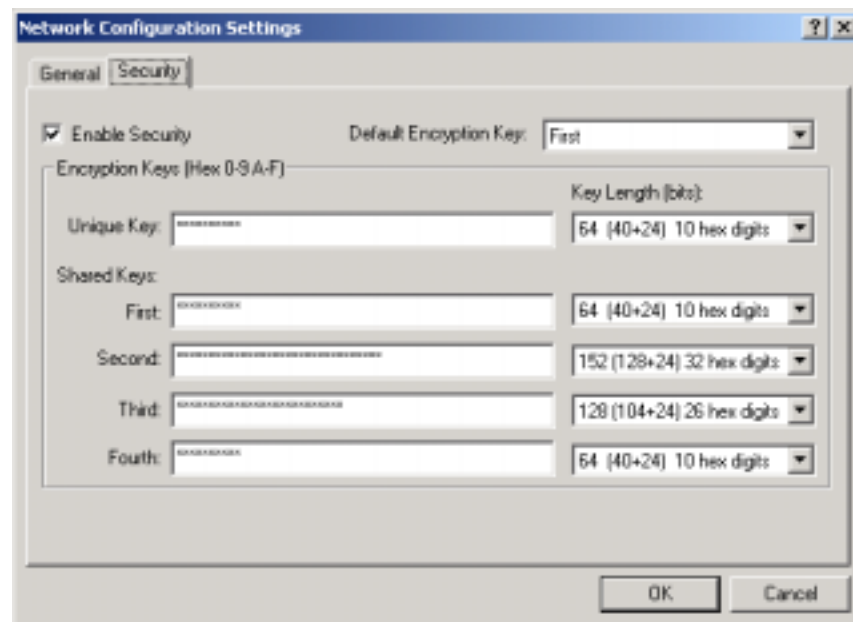 Network Configuration Settings
General
Security
Enable Security
Default Encryption Key:
First
Encryption Keys (Hex 0-9 A-F)
Key Length (bits):
Unique Key:
**********
64 (40+24) 10 hex digits
Shared Keys:
First:
**********
64 (40+24) 10 hex digits
Second:
********************************
152 (128+24) 32 hex digits
Third:
**************************
128 (104+24) 26 hex digits
Fourth:
**********
64 (40+24) 10 hex digits
OK
Cancel